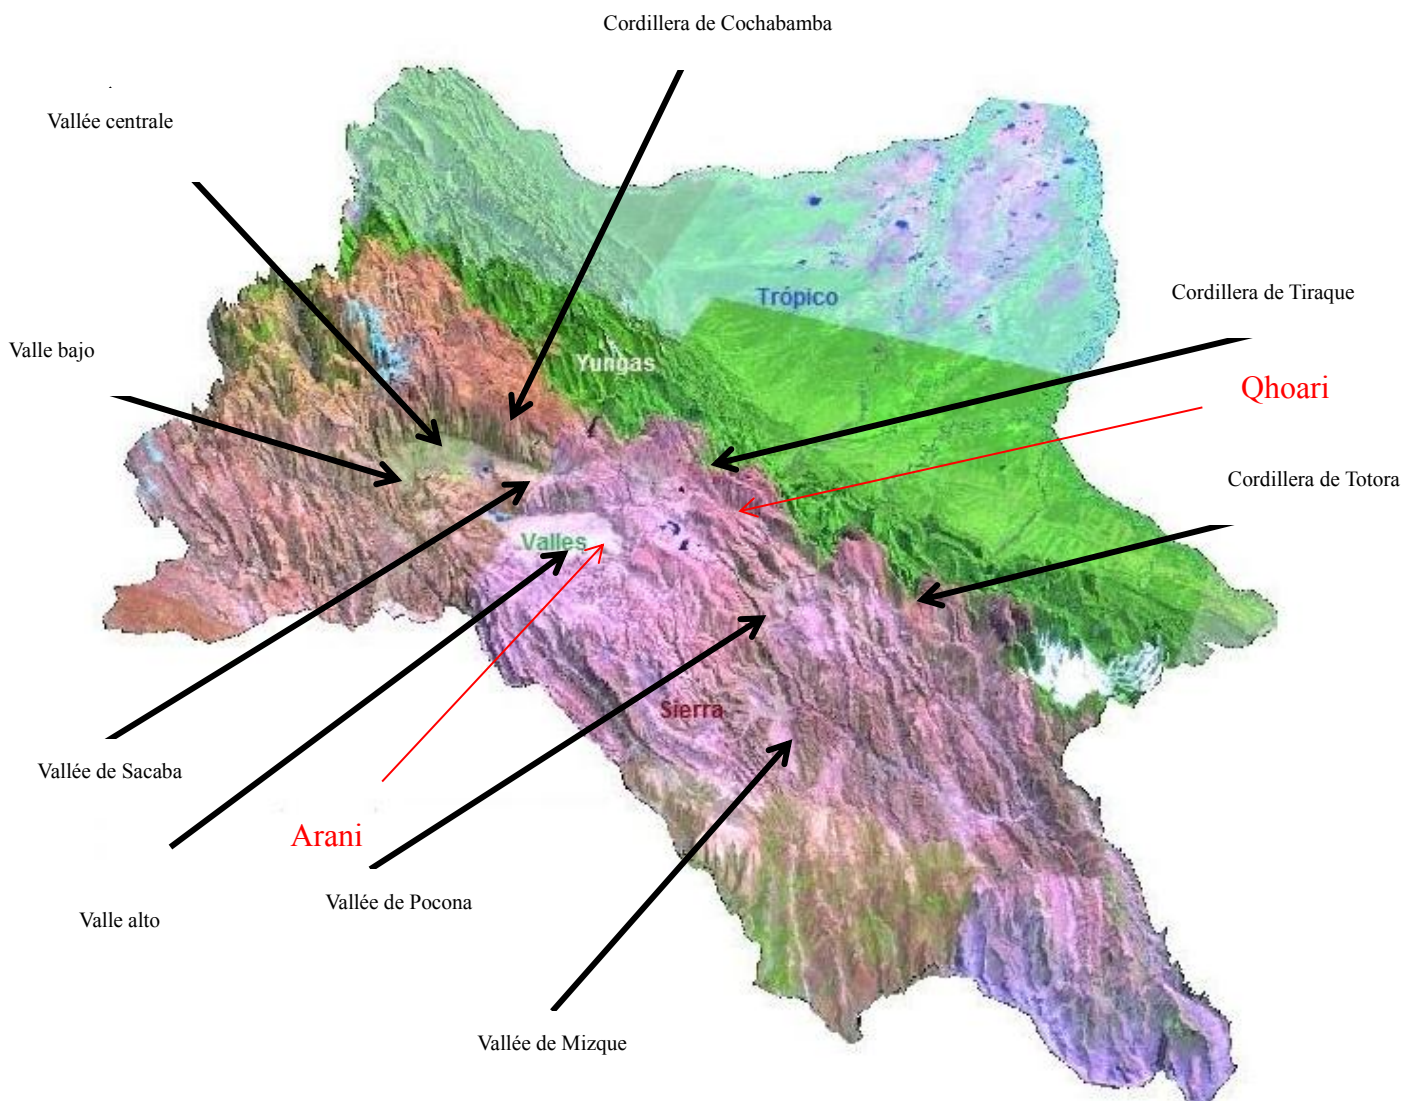 Cordillera de Cochabamba
Vallée centrale
Trópico
Cordillera de Tiraque
Valle bajo
Yungas
Qhoari
Cordillera de Totora
Valles
Sierra
Vallée de Sacaba
Arani
Vallée de Pocona
Valle alto
Vallée de Mizque